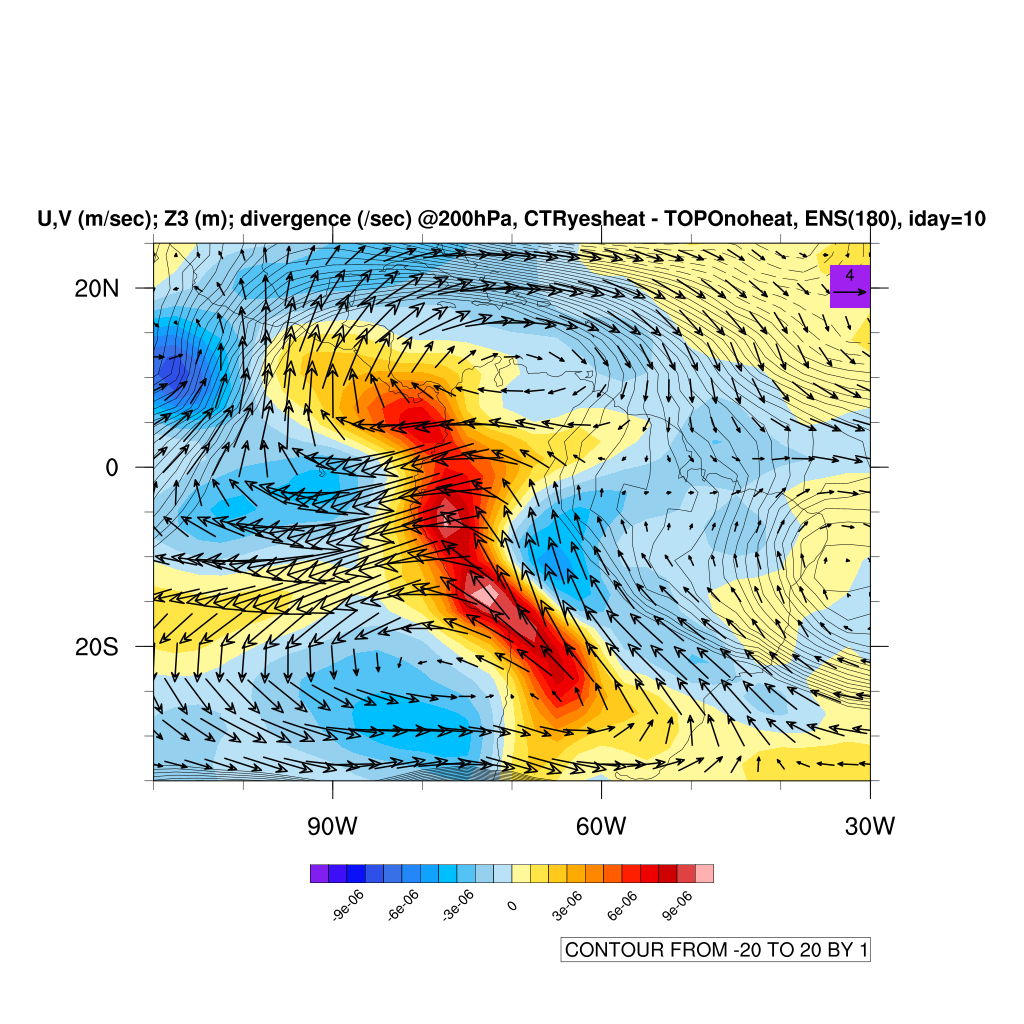 U,V (m/sec); Z3 (m); divergence (/sec) @200hPa, CTRyesheat - TOPOnoheat, ENS(180), iday=10
4
20N
0
20S
90W 60W 30W
-9e-06 -6e-06 -3e-06 0 3e-06 6e-06 9e-06
CONTOUR FROM -20 TO 20 BY 1